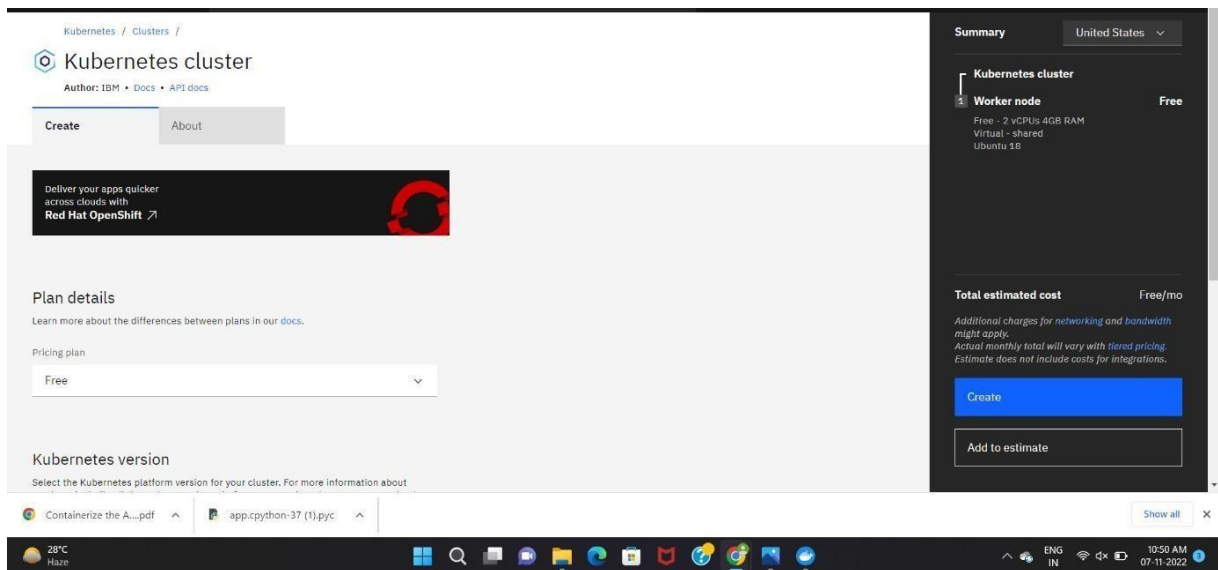 Kubernetes / Clusters /
Kubernetes cluster
Author: IBM • Docs • API docs
Create
About
Deliver your apps quicker
across clouds with
Red Hat OpenShift
Plan details
Learn more about the differences between plans in our docs.
Pricing plan
Free
Kubernetes version
Select the Kubernetes platform version for your cluster. For more information about
Summary
United States
Kubernetes cluster
1 Worker node Free
Free - 2 vCPUs 4GB RAM
Virtual - shared
Ubuntu 18
Total estimated cost Free/mo
Additional charges for networking and bandwidth
might apply.
Actual monthly total will vary with tiered pricing.
Estimate does not include costs for integrations.
Create
Add to estimate
Containerize the A....pdf
app.cpython-37 (1).pyc
Show all
28°C
Haze
ENG
IN
10:50 AM
07-11-2022
3